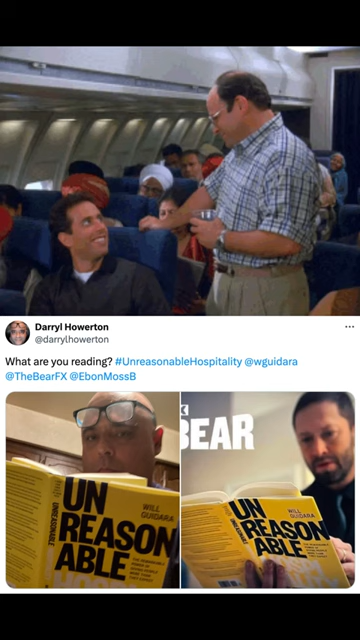 Darryl Howerton
@darrylhowerton
What are you reading? #UnreasonableHospitality @wguidara
@TheBearFX @EbonMossB
UNREASONABLE
UN
REASON
ABLE
WILL
GUIDARA
BEAR
UN
REASON
ABLE
WILL
GUIDARA